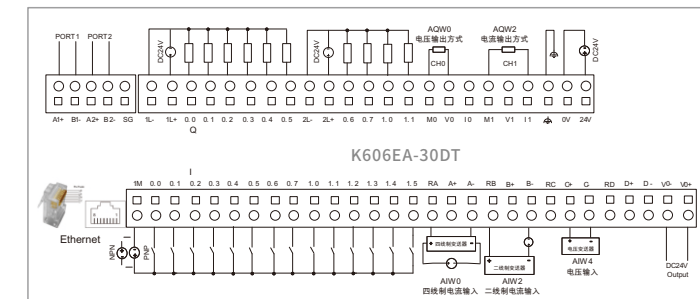 PORT1 PORT2
DC24V
DC24V
AQW0
电压输出方式
CH0
AQW2
电流输出方式
CH1
DC24V
A1+ B1- A2+ B2- SG 1L- 1L+ 0.0 0.1 0.2 0.3 0.4 0.5 2L- 2L+ 0.6 0.7 1.0 1.1 M0 V0 I0 M1 V1 I1 0V 24V
Q
K606EA-30DT
I
1M 0.0 0.1 0.2 0.3 0.4 0.5 0.6 0.7 1.0 1.1 1.2 1.3 1.4 1.5 RA A+ A- RB B+ B- RC C+ C- RD D+ D- V0- V0+
Ethernet
NPN
PNP
四线制变送器
AIW0
四线制电流输入
二线制变送器
AIW2
二线制电流输入
电压变送器
AIW4
电压输入
DC24V
Output